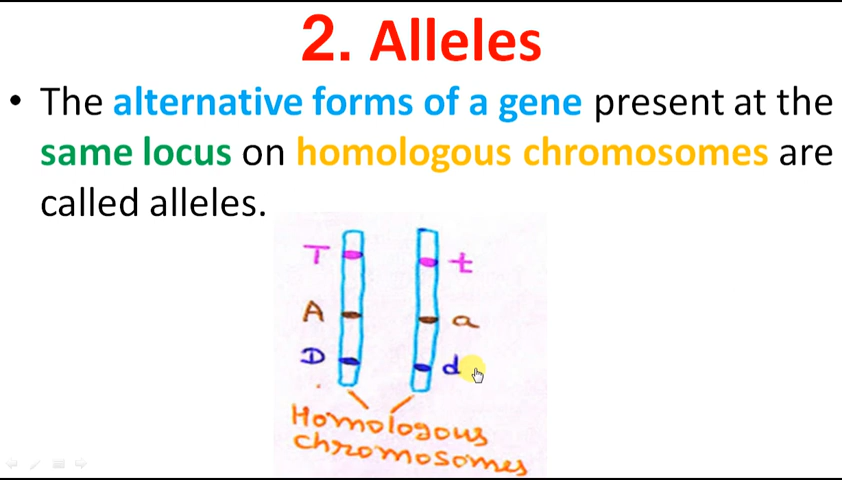 2. Alleles
• The alternative forms of a gene present at the
same locus on homologous chromosomes are
called alleles.
T t
A a
D d
Homologous
chromosomes